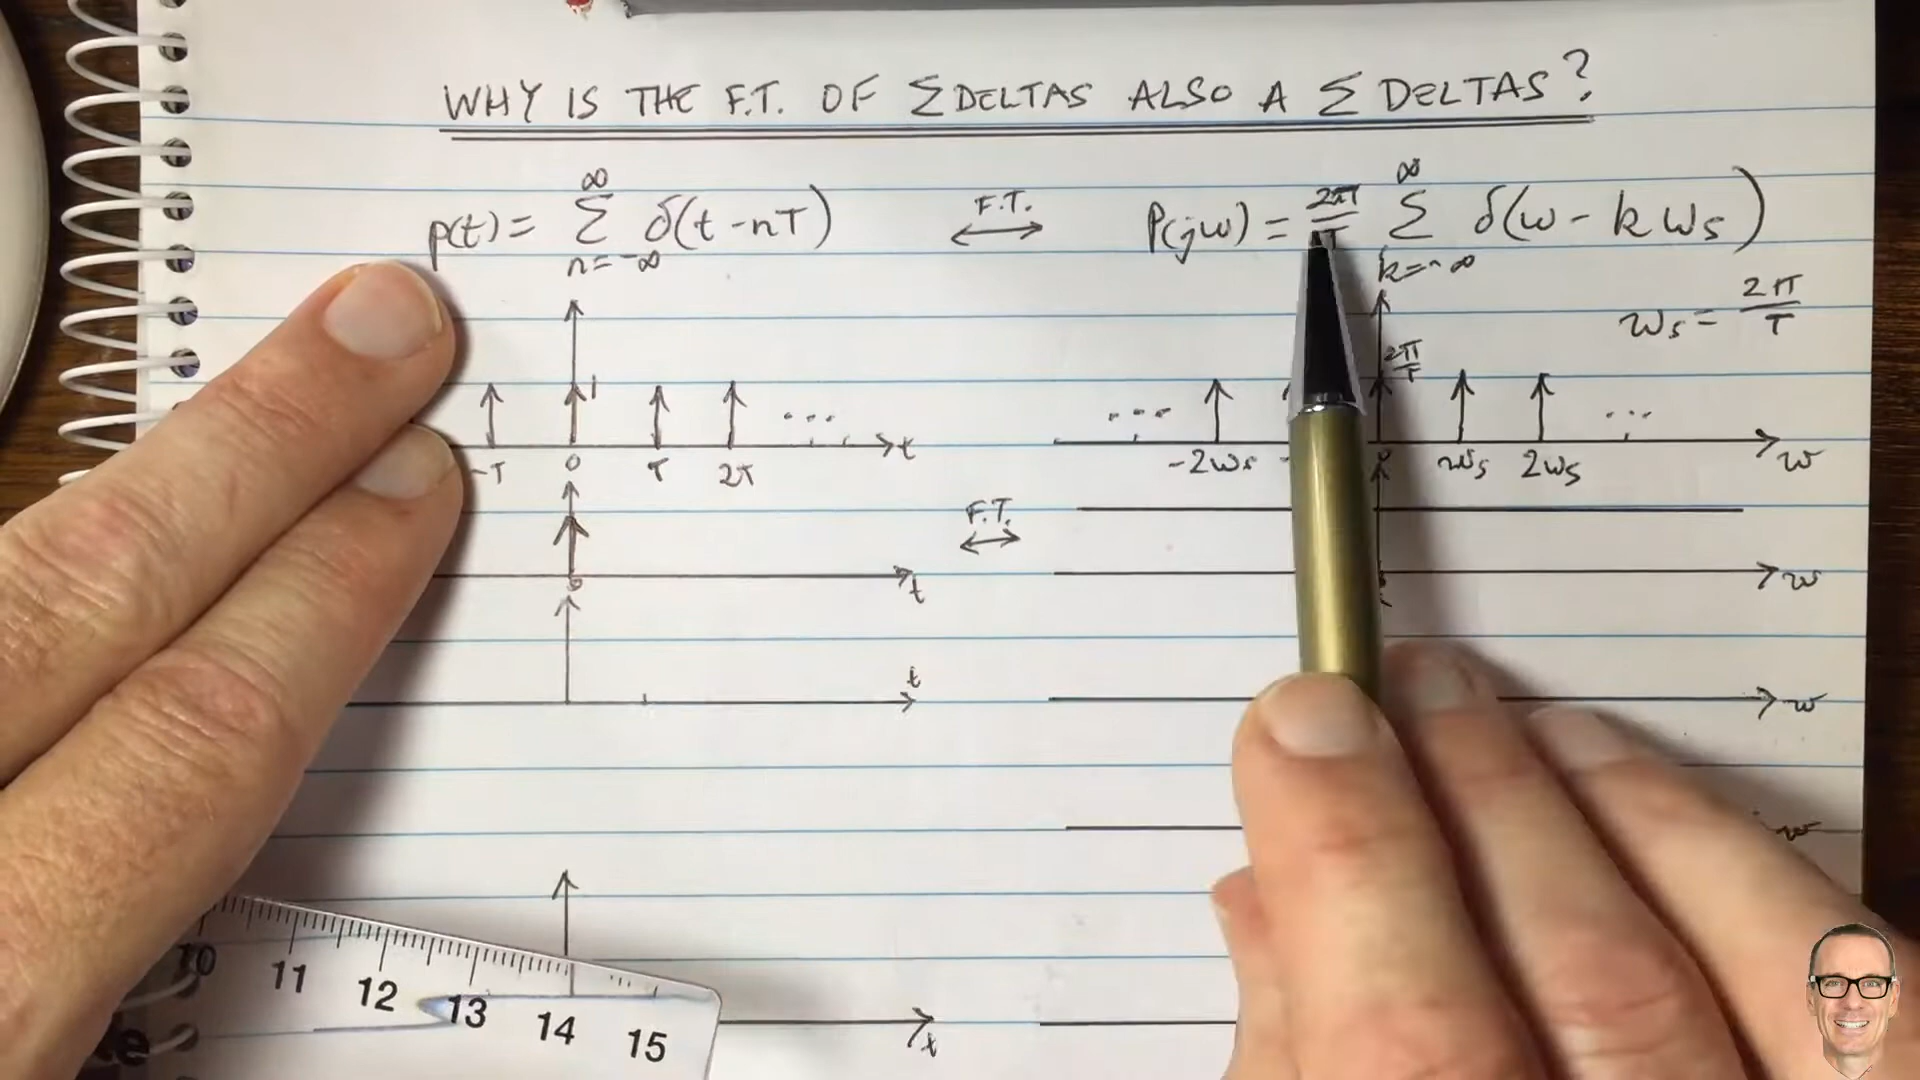 WHY IS THE F.T. OF Σ DELTAS ALSO A Σ DELTAS?
p(t) = ∞ Σ n=-∞ δ(t - nT)
F.T.
P(jω) = 2π/T ∞ Σ k=-∞ δ(ω - kωs)
ωs = 2π/T
1
-T 0 T 2T ... t
2π/T
... -2ωs ωs 2ωs ... ω
F.T.
0 t
ω
t
ω
ω
10 11 12 13 14 15
t